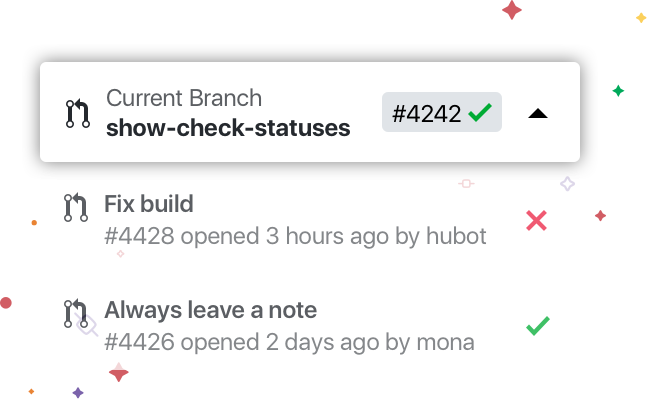 Current Branch
show-check-statuses
#4242
Fix build
#4428 opened 3 hours ago by hubot
Always leave a note
#4426 opened 2 days ago by mona